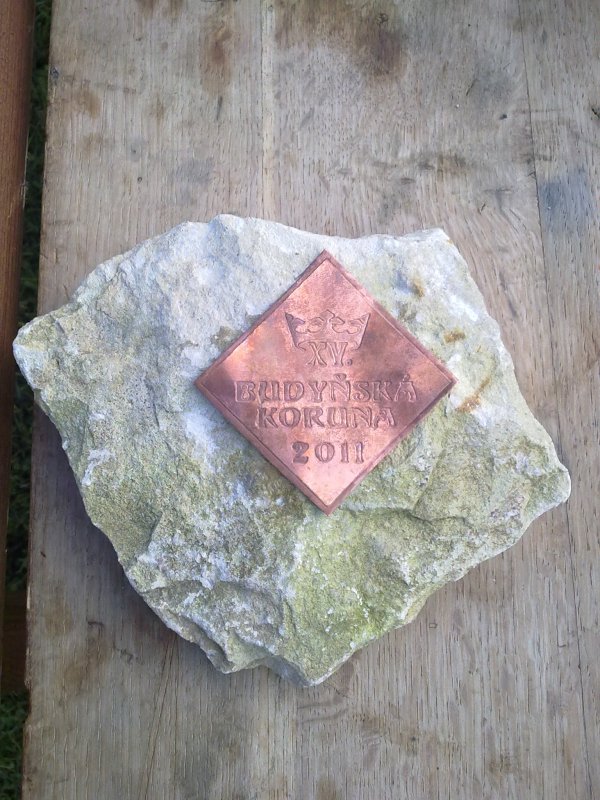 XV.
BUDYŇSKÁ
KORUNA
2011